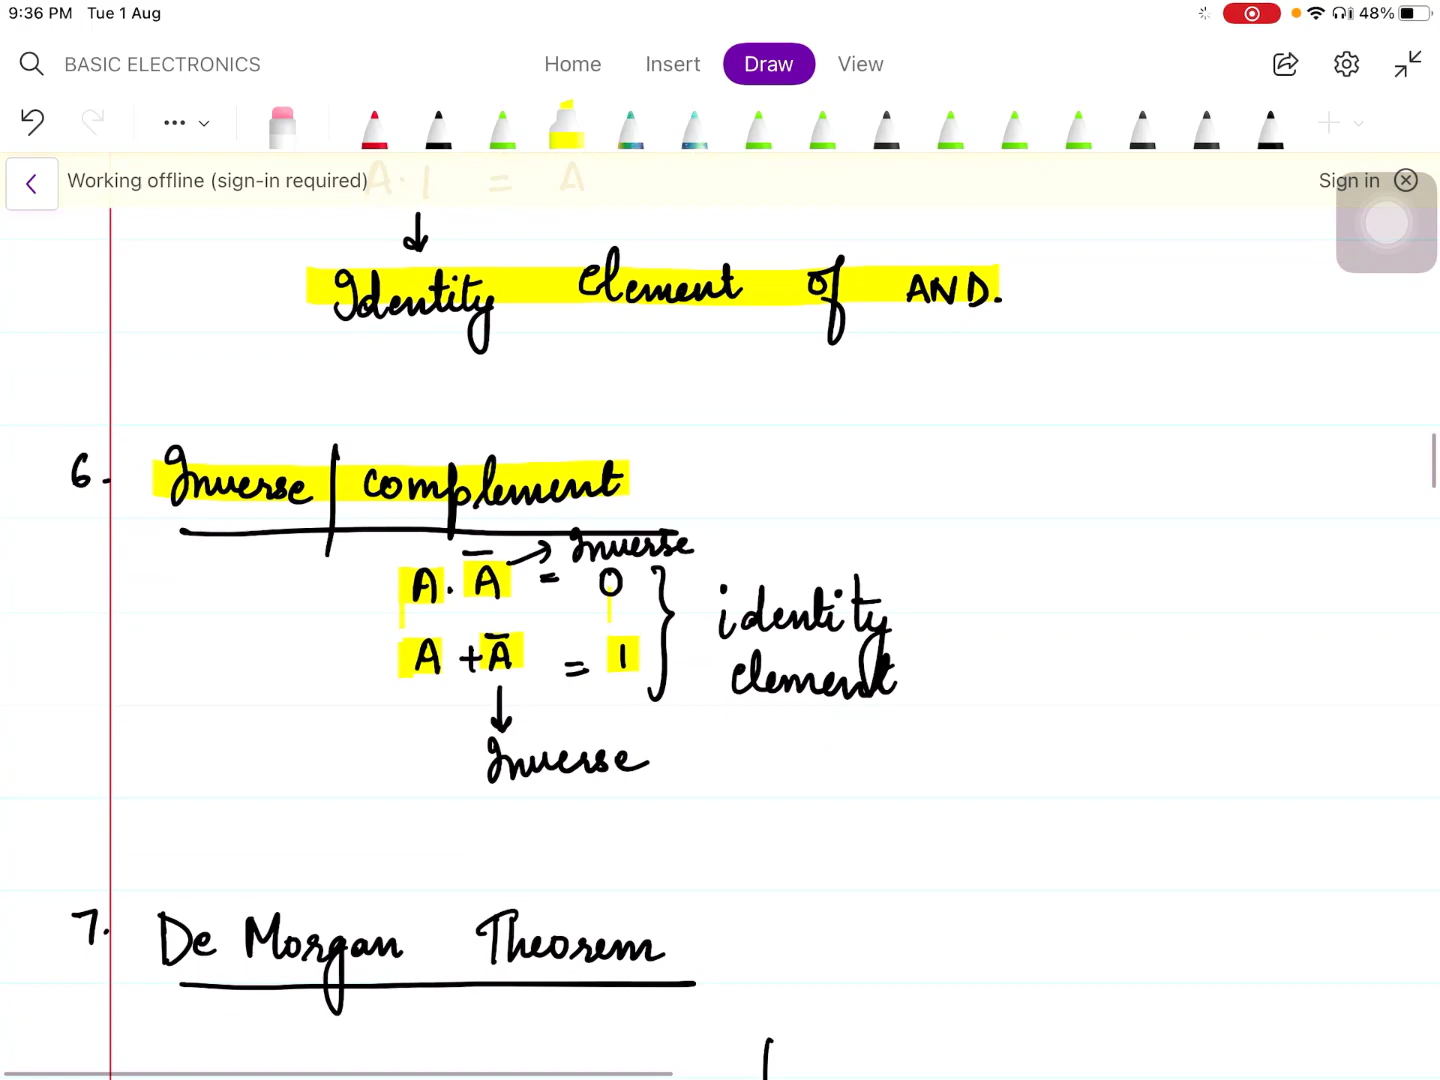 9:36 PM Tue 1 Aug 48%
BASIC ELECTRONICS Home Insert Draw View
Working offline (sign-in required) Sign in
A · 1 = A
Identity Element of AND.
6. Inverse | complement
A · A̅ = 0 → Inverse
A + A̅ = 1 } identity element
Inverse
7. De Morgan Theorem